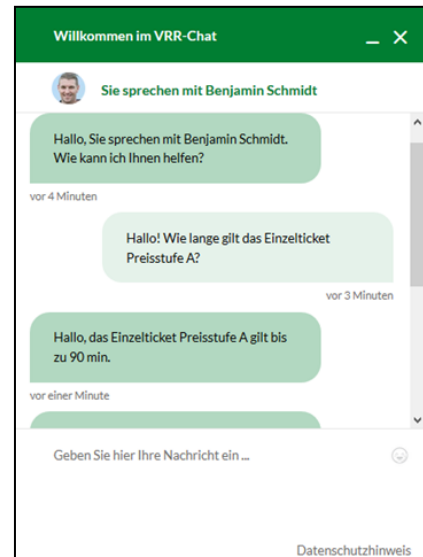 Willkommen im VRR-Chat
Sie sprechen mit Benjamin Schmidt
Hallo, Sie sprechen mit Benjamin Schmidt.
Wie kann ich Ihnen helfen?
vor 4 Minuten
Hallo! Wie lange gilt das Einzelticket
Preisstufe A?
vor 3 Minuten
Hallo, das Einzelticket Preisstufe A gilt bis
zu 90 min.
vor einer Minute
Geben Sie hier Ihre Nachricht ein ...
Datenschutzhinweis